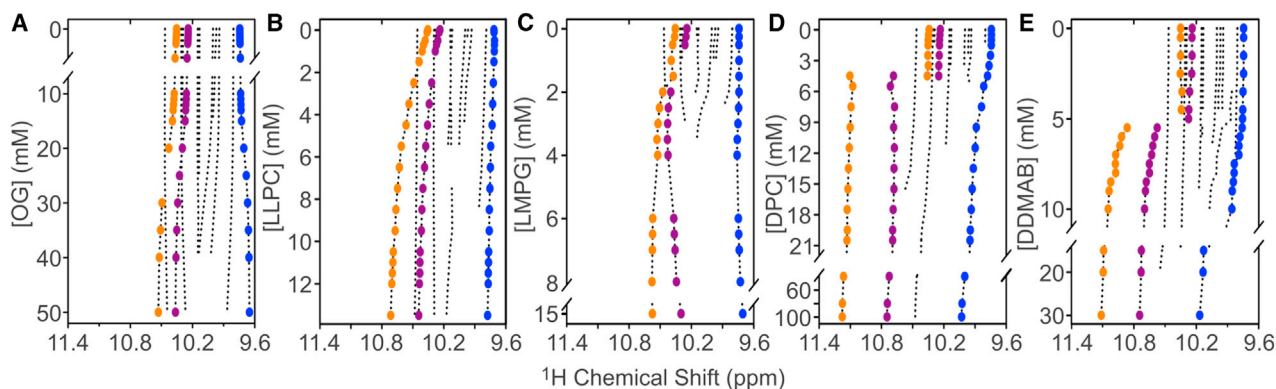 A B C D E
[OG] (mM)
0
10
20
30
40
50
11.4 10.8 10.2 9.6
[LLPC] (mM)
0
2
4
6
8
10
12
11.4 10.8 10.2 9.6
[LMPG] (mM)
0
2
4
6
8
15
11.4 10.8 10.2 9.6
[DPC] (mM)
0
3
6
9
12
15
18
21
60
100
11.4 10.8 10.2 9.6
[DDMAB] (mM)
0
5
10
20
30
11.4 10.8 10.2 9.6
¹H Chemical Shift (ppm)